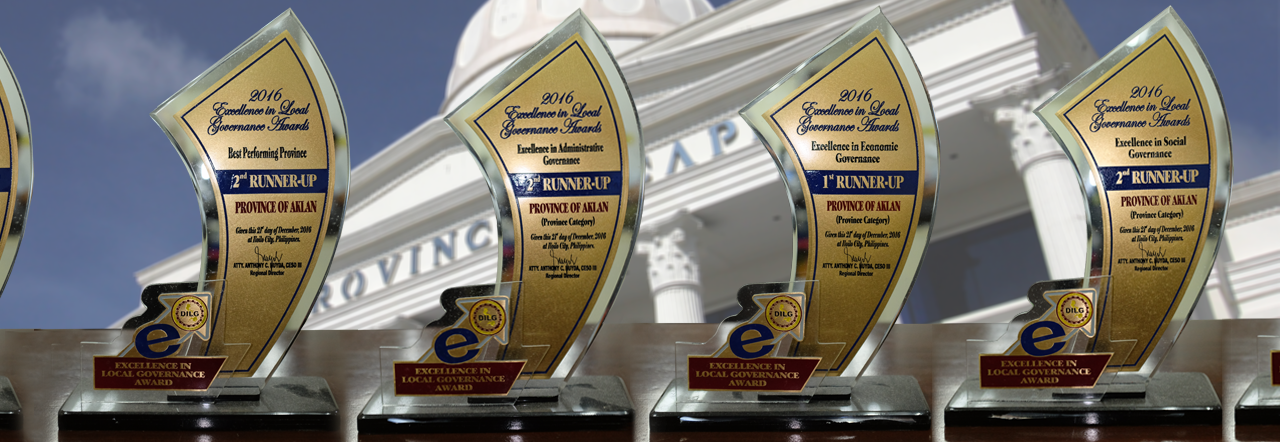 2016
Excellence in Local
Governance Awards
Best Performing Province
2nd RUNNER-UP
PROVINCE OF AKLAN
Given this 21st day of December, 2016
at Iloilo City, Philippines.
ATTY. ANTHONY C. NUYDA, CESO III
Regional Director
DILG
e
EXCELLENCE IN
LOCAL GOVERNANCE
AWARD
2016
Excellence in Local
Governance Awards
Excellence in Administrative
Governance
2nd RUNNER-UP
PROVINCE OF AKLAN
(Province Category)
Given this 21st day of December, 2016
at Iloilo City, Philippines.
ATTY. ANTHONY C. NUYDA, CESO III
Regional Director
DILG
e
EXCELLENCE IN
LOCAL GOVERNANCE
AWARD
2016
Excellence in Local
Governance Awards
Excellence in Economic
Governance
1st RUNNER-UP
PROVINCE OF AKLAN
(Province Category)
Given this 21st day of December, 2016
at Iloilo City, Philippines.
ATTY. ANTHONY C. NUYDA, CESO III
Regional Director
DILG
e
EXCELLENCE IN
LOCAL GOVERNANCE
AWARD
2016
Excellence in Local
Governance Awards
Excellence in Social
Governance
2nd RUNNER-UP
PROVINCE OF AKLAN
(Province Category)
Given this 21st day of December, 2016
at Iloilo City, Philippines.
ATTY. ANTHONY C. NUYDA, CESO III
Regional Director
DILG
e
EXCELLENCE IN
LOCAL GOVERNANCE
AWARD